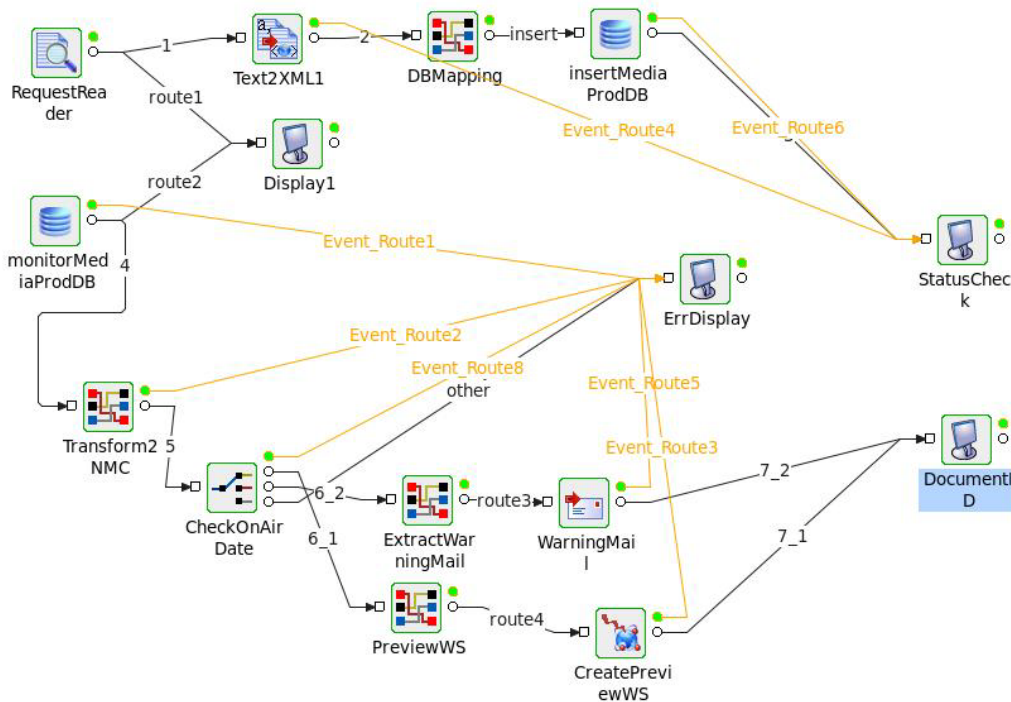 1
2
insert
a,
Text2XML1
DBMapping
insertMedia
ProdDB
RequestRea
der
route1
Event_Route4
Event_Route6
Display1
route2
monitorMed
iaProdDB
4
Event_Route1
StatusChec
k
ErrDisplay
Event_Route2
Event_Route8
other
Event_Route5
Transform2
NMC
5
Event_Route3
CheckOnAir
Date
6_2
6_1
ExtractWar
ningMail
route3
WarningMai
l
7_2
7_1
DocumentI
D
PreviewWS
route4
CreatePrevi
ewWS